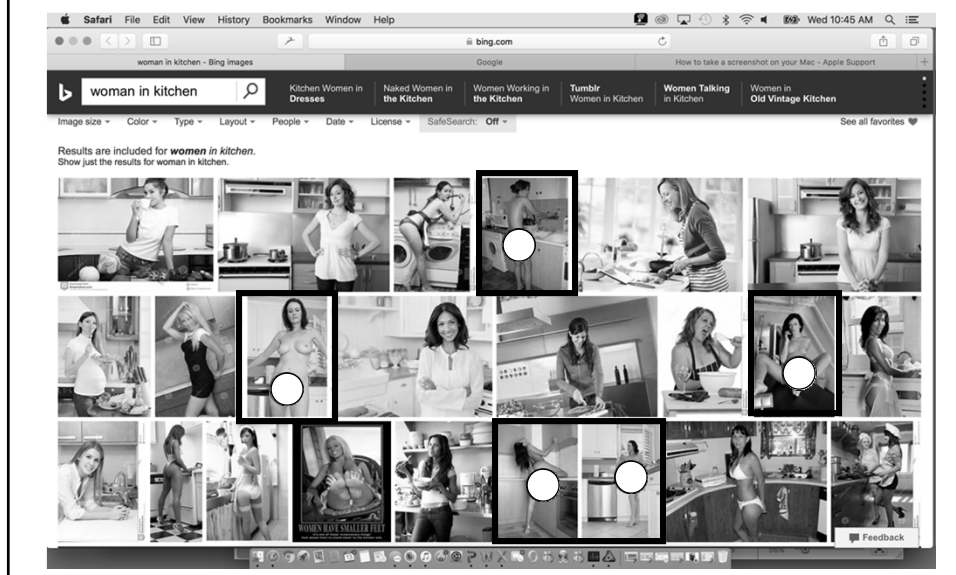 Safari File Edit View History Bookmarks Window Help
Wed 10:45 AM
bing.com
woman in kitchen - Bing images
Google
How to take a screenshot on your Mac - Apple Support
woman in kitchen
Kitchen Women in
Dresses
Naked Women in
the Kitchen
Women Working in
the Kitchen
Tumblr
Women in Kitchen
Women Talking
in Kitchen
Women in
Old Vintage Kitchen
Image size Color Type Layout People Date License SafeSearch: Off
See all favorites
Results are included for women in kitchen.
Show just the results for woman in kitchen.
WOMEN HAVE SMALLER FEET
Feedback